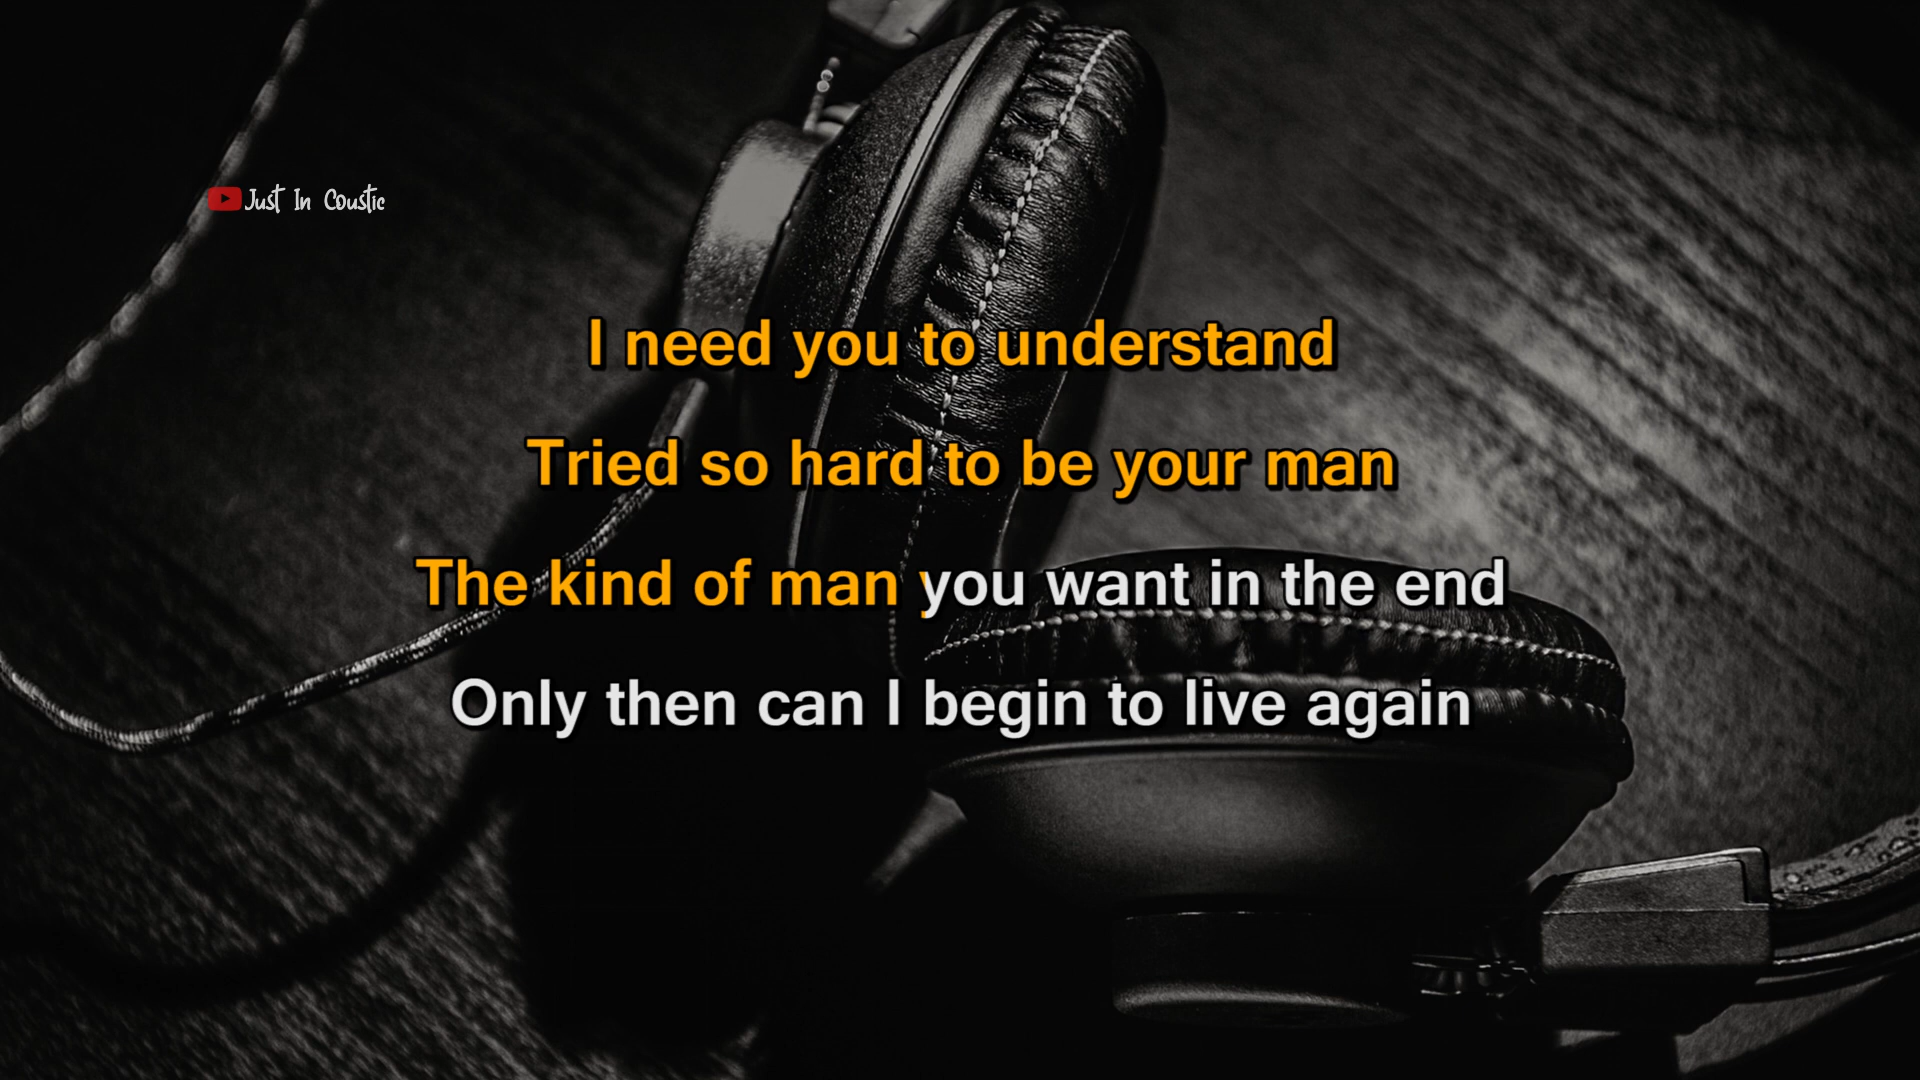 Just In Coustic
I need you to understand
Tried so hard to be your man
The kind of man you want in the end
Only then can I begin to live again